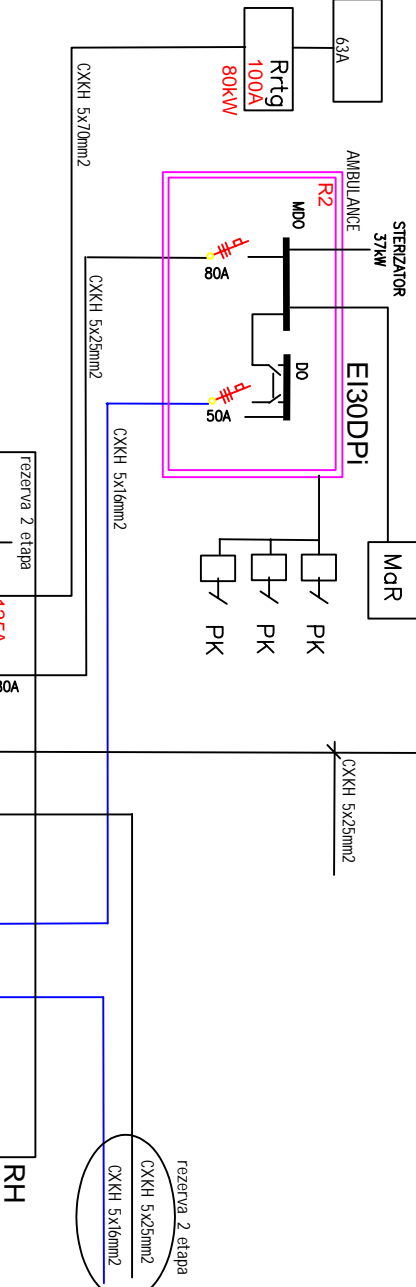 63A
Rrtg
100A
80kW
CXKH 5x70mm2
AMBULANCE
R2
STERIZATOR
37kW
MDO
80A
DO
50A
EI30DPi
CXKH 5x25mm2
CXKH 5x16mm2
MaR
PK
PK
PK
rezerva 2 etapa
CXKH 5x25mm2
rezerva 2 etapa
CXKH 5x25mm2
CXKH 5x16mm2
RH